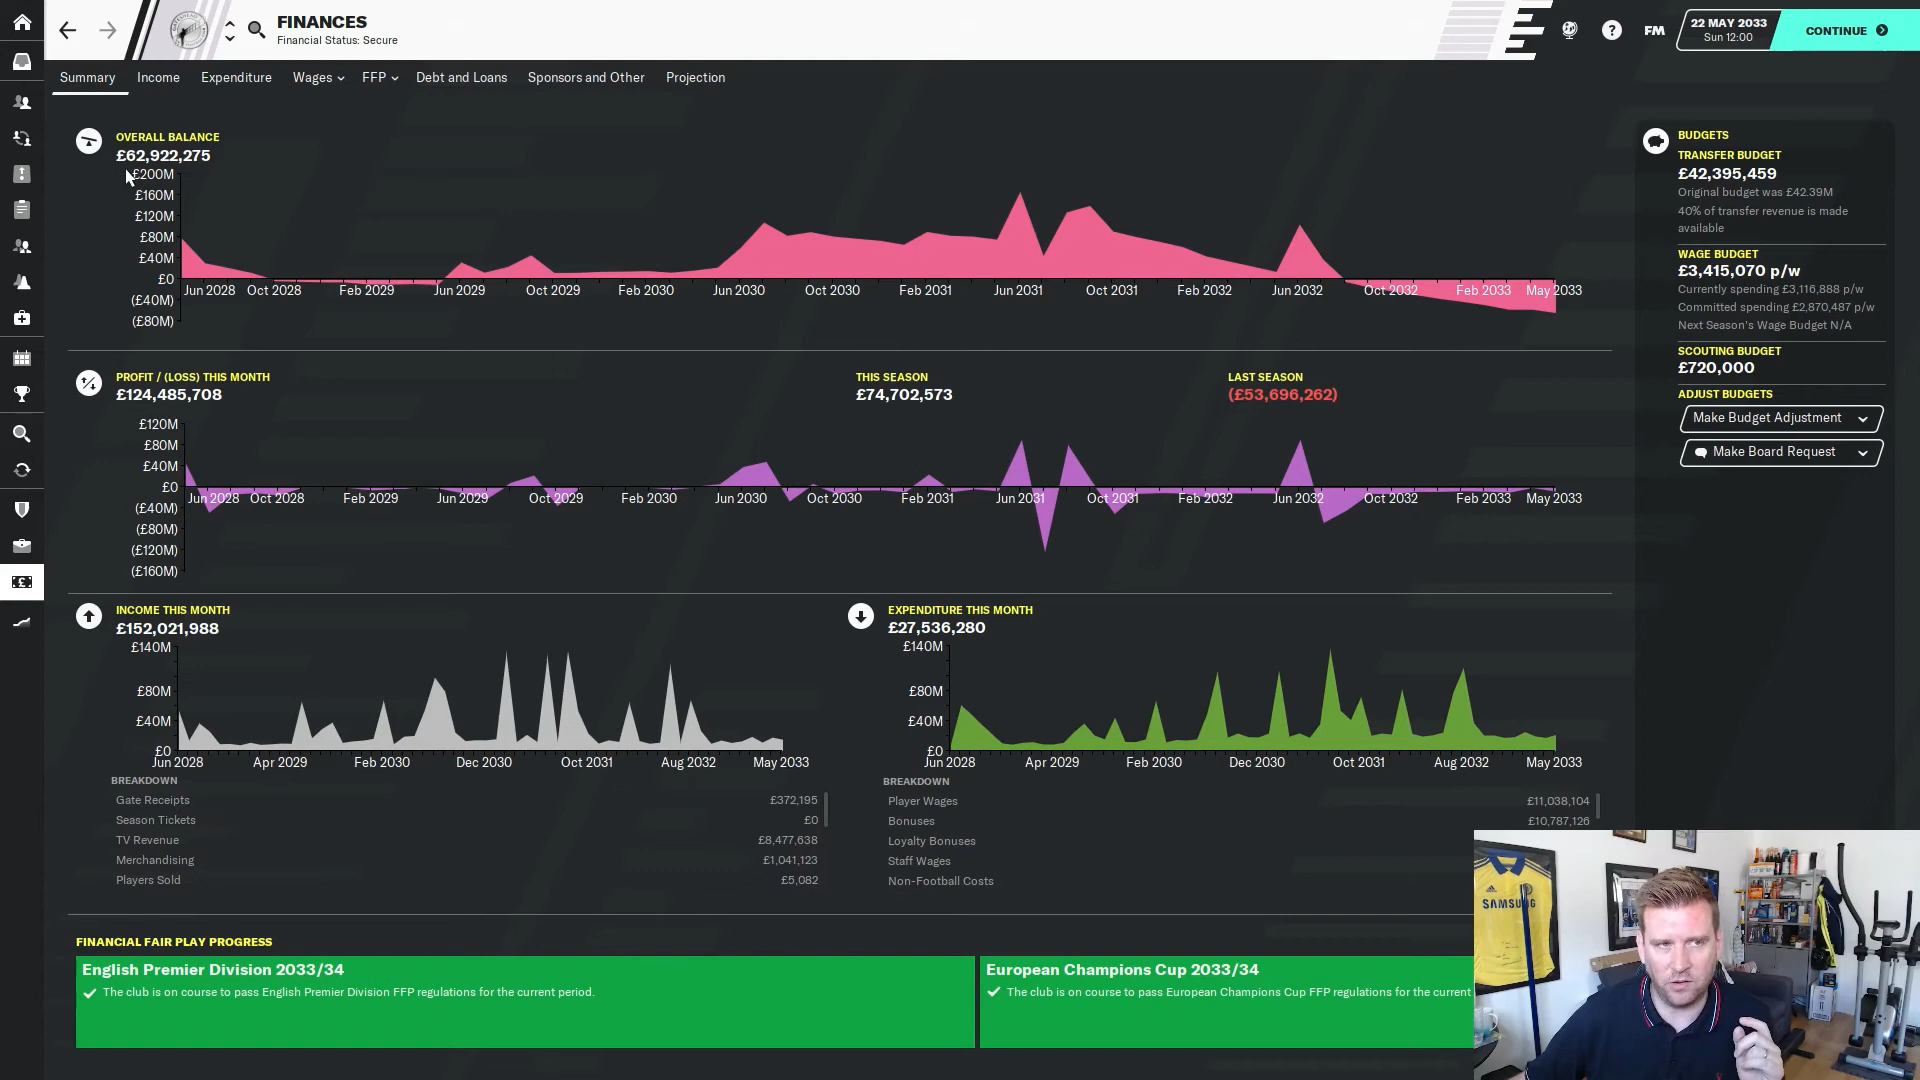 FINANCES
Financial Status: Secure
FM
22 MAY 2033
Sun 12:00
CONTINUE
Summary
Income
Expenditure
Wages
FFP
Debt and Loans
Sponsors and Other
Projection
OVERALL BALANCE
£62,922,275
£200M
£160M
£120M
£80M
£40M
£0
(£40M)
(£80M)
Jun 2028 Oct 2028 Feb 2029 Jun 2029 Oct 2029 Feb 2030 Jun 2030 Oct 2030 Feb 2031 Jun 2031 Oct 2031 Feb 2032 Jun 2032 Oct 2032 Feb 2033 May 2033
BUDGETS
TRANSFER BUDGET
£42,395,459
Original budget was £42.39M
40% of transfer revenue is made
available
WAGE BUDGET
£3,415,070 p/w
Currently spending £3,116,888 p/w
Committed spending £2,870,487 p/w
Next Season's Wage Budget N/A
SCOUTING BUDGET
£720,000
ADJUST BUDGETS
Make Budget Adjustment
Make Board Request
PROFIT / (LOSS) THIS MONTH
£124,485,708
THIS SEASON
£74,702,573
LAST SEASON
(£53,696,262)
£120M
£80M
£40M
£0
(£40M)
(£80M)
(£120M)
(£160M)
Jun 2028 Oct 2028 Feb 2029 Jun 2029 Oct 2029 Feb 2030 Jun 2030 Oct 2030 Feb 2031 Jun 2031 Oct 2031 Feb 2032 Jun 2032 Oct 2032 Feb 2033 May 2033
INCOME THIS MONTH
£152,021,988
£140M
£80M
£40M
£0
Jun 2028 Apr 2029 Feb 2030 Dec 2030 Oct 2031 Aug 2032 May 2033
BREAKDOWN
Gate Receipts £372,195
Season Tickets £0
TV Revenue £8,477,638
Merchandising £1,041,123
Players Sold £5,082
EXPENDITURE THIS MONTH
£27,536,280
£140M
£80M
£40M
£0
Jun 2028 Apr 2029 Feb 2030 Dec 2030 Oct 2031 Aug 2032 May 2033
BREAKDOWN
Player Wages £11,038,104
Bonuses £10,787,126
Loyalty Bonuses
Staff Wages
Non-Football Costs
FINANCIAL FAIR PLAY PROGRESS
English Premier Division 2033/34
The club is on course to pass English Premier Division FFP regulations for the current period.
European Champions Cup 2033/34
The club is on course to pass European Champions Cup FFP regulations for the current
SAMSUNG